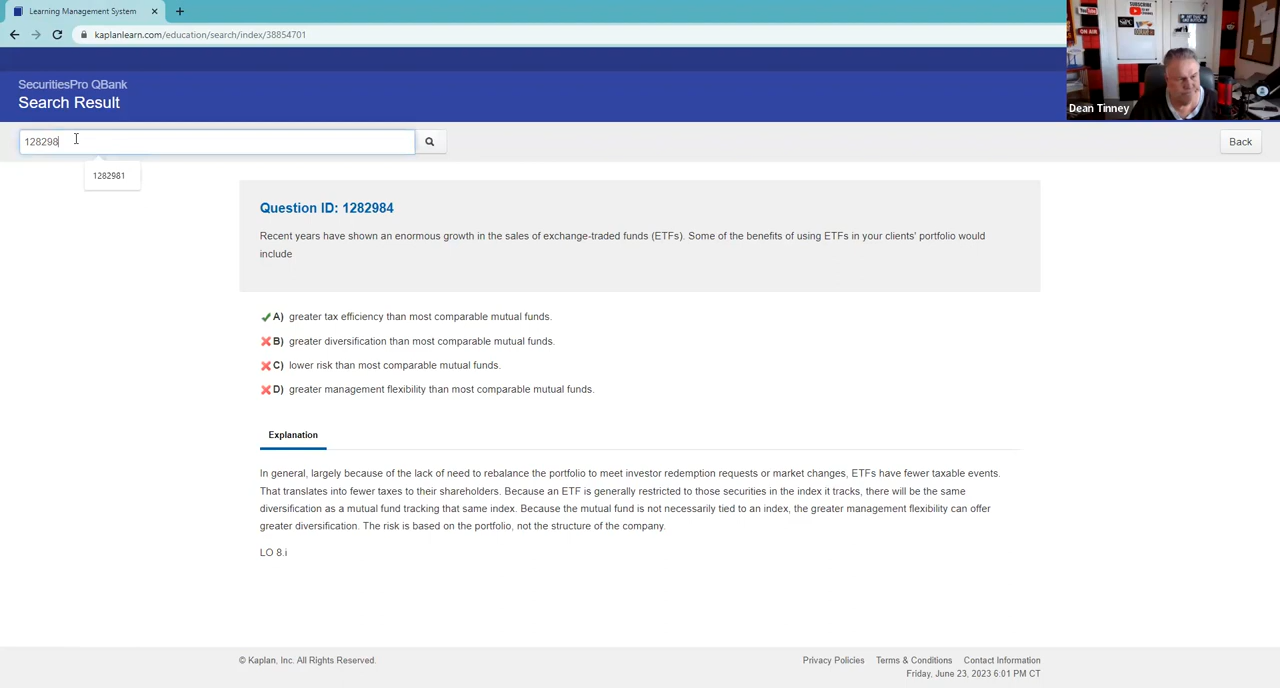 Learning Management System
kaplanlearn.com/education/search/index/38854701
SecuritiesPro QBank
Search Result
128298
Back
1282981
Question ID: 1282984
Recent years have shown an enormous growth in the sales of exchange-traded funds (ETFs). Some of the benefits of using ETFs in your clients' portfolio would
include
A) greater tax efficiency than most comparable mutual funds.
B) greater diversification than most comparable mutual funds.
C) lower risk than most comparable mutual funds.
D) greater management flexibility than most comparable mutual funds.
Explanation
In general, largely because of the lack of need to rebalance the portfolio to meet investor redemption requests or market changes, ETFs have fewer taxable events.
That translates into fewer taxes to their shareholders. Because an ETF is generally restricted to those securities in the index it tracks, there will be the same
diversification as a mutual fund tracking that same index. Because the mutual fund is not necessarily tied to an index, the greater management flexibility can offer
greater diversification. The risk is based on the portfolio, not the structure of the company.
LO 8.i
© Kaplan, Inc. All Rights Reserved.
Privacy Policies Terms & Conditions Contact Information
Friday, June 23, 2023 6:01 PM CT
SUBSCRIBE
ON AIR
SIPC
Dean Tinney